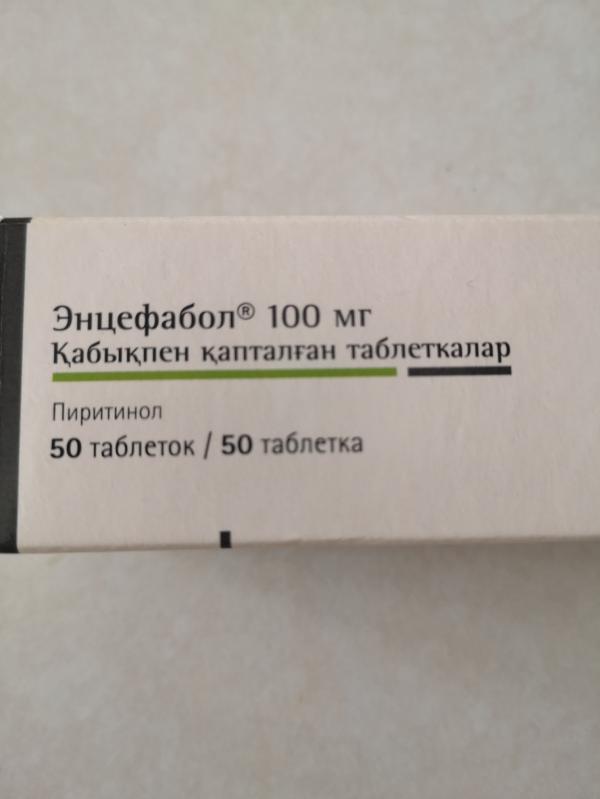 Энцефабол® 100 мг
Қабықпен қапталған таблеткалар
Пиритинол
50 таблеток / 50 таблетка